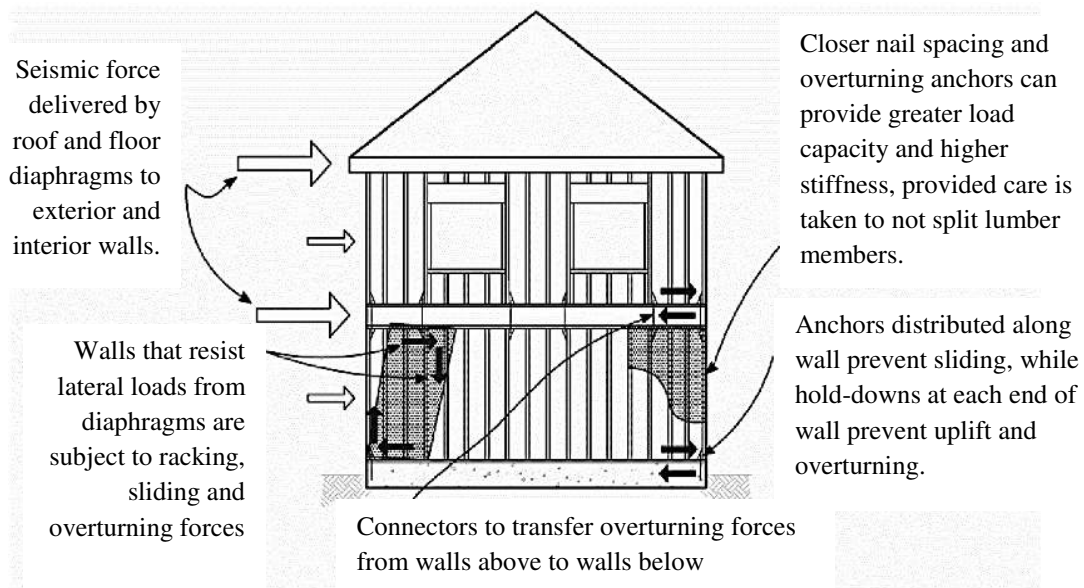 Seismic force
delivered by
roof and floor
diaphragms to
exterior and
interior walls.
Walls that resist
lateral loads from
diaphragms are
subject to racking,
sliding and
overturning forces
Connectors to transfer overturning forces
from walls above to walls below
Closer nail spacing and
overturning anchors can
provide greater load
capacity and higher
stiffness, provided care is
taken to not split lumber
members.
Anchors distributed along
wall prevent sliding, while
hold-downs at each end of
wall prevent uplift and
overturning.